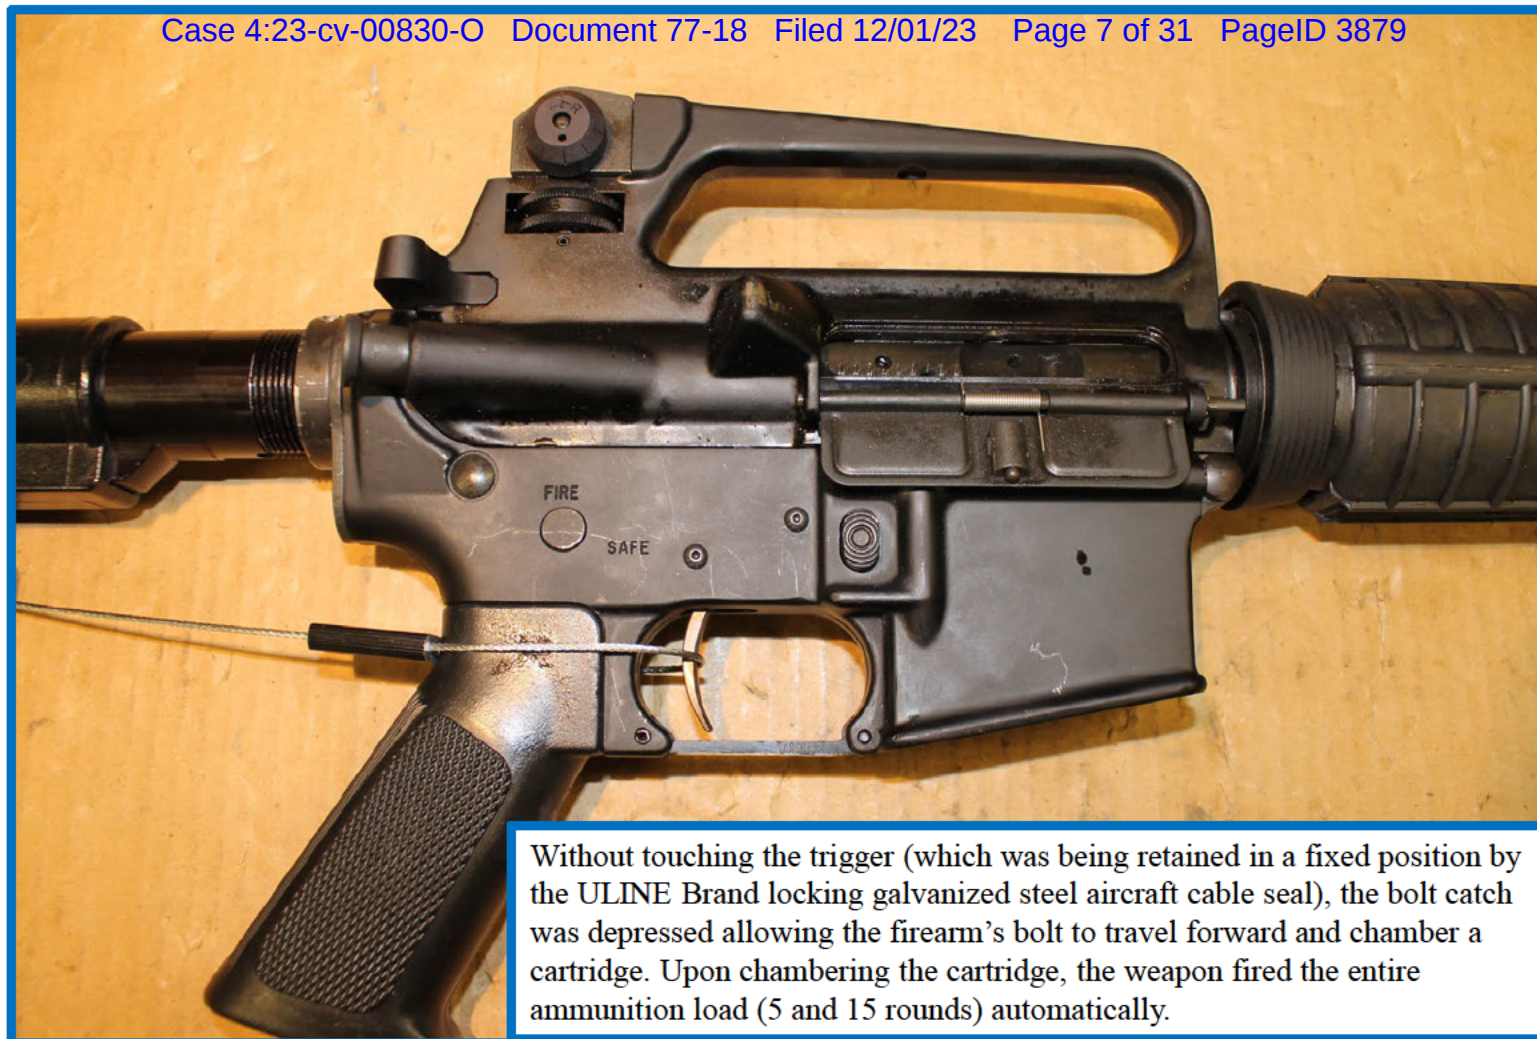 Case 4:23-cv-00830-O Document 77-18 Filed 12/01/23 Page 7 of 31 PageID 3879
FIRE
SAFE
Without touching the trigger (which was being retained in a fixed position by
the ULINE Brand locking galvanized steel aircraft cable seal), the bolt catch
was depressed allowing the firearm’s bolt to travel forward and chamber a
cartridge. Upon chambering the cartridge, the weapon fired the entire
ammunition load (5 and 15 rounds) automatically.